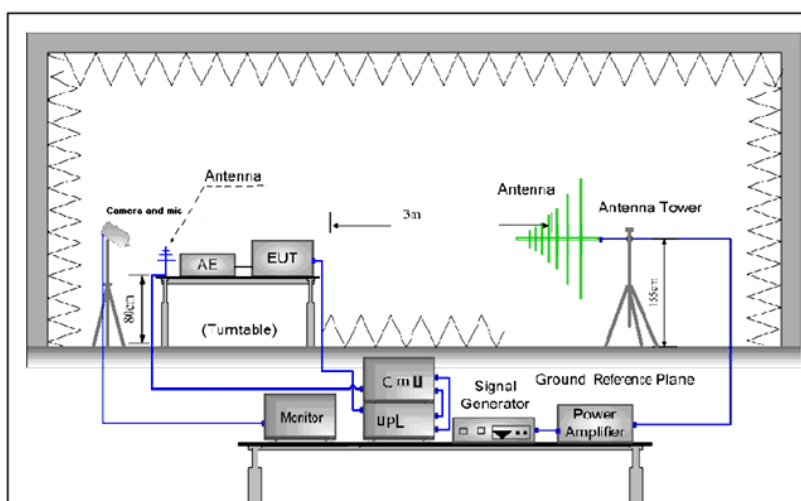 Antenna
Camera and mic
AE
EUT
3m
Antenna
Antenna Tower
80cm
(Turntable)
155cm
Ground Reference Plane
Monitor
CmU
UpL
Signal
Generator
Power
Amplifier